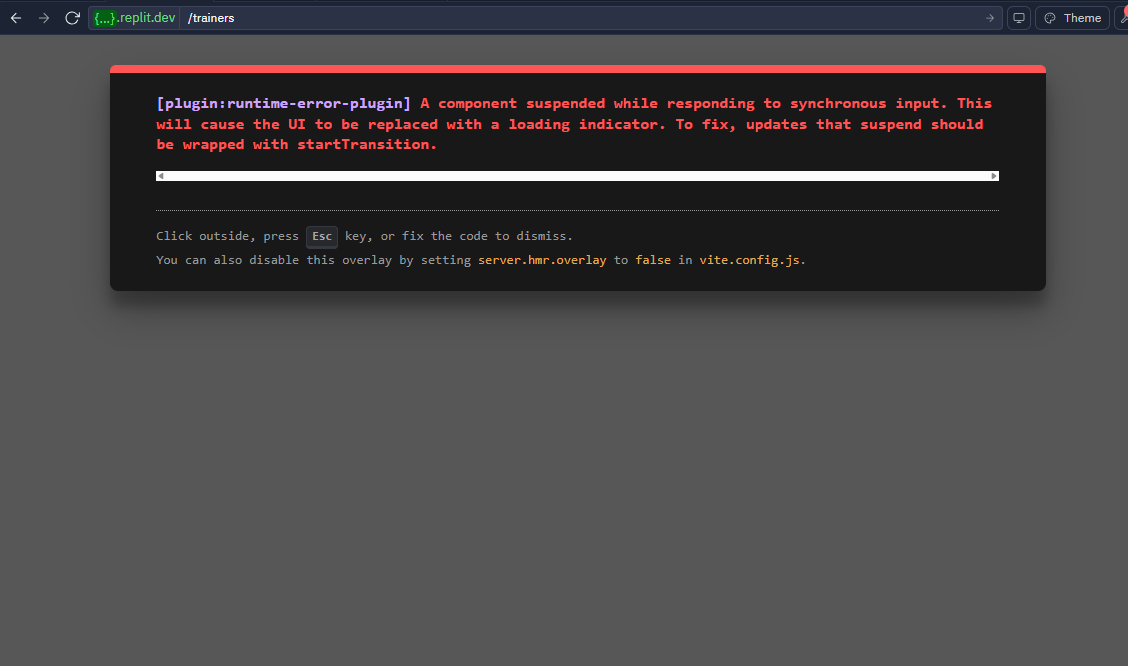 {...}.replit.dev /trainers
Theme
[plugin:runtime-error-plugin] A component suspended while responding to synchronous input. This
will cause the UI to be replaced with a loading indicator. To fix, updates that suspend should
be wrapped with startTransition.
Click outside, press Esc key, or fix the code to dismiss.
You can also disable this overlay by setting server.hmr.overlay to false in vite.config.js.